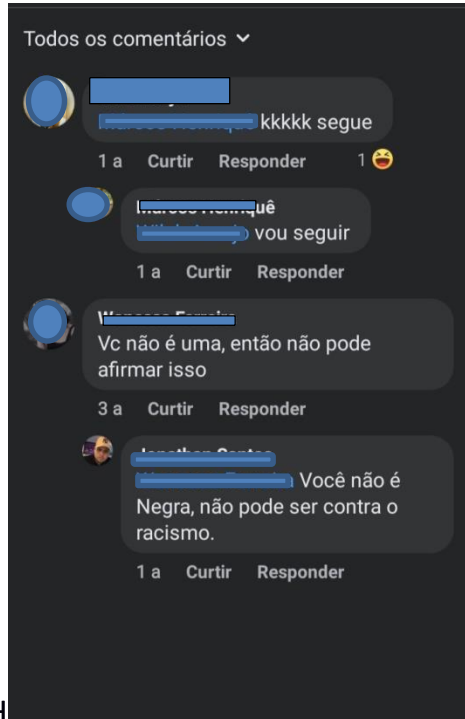 Todos os comentários
kkkkk segue
1 a Curtir Responder 1
vou seguir
1 a Curtir Responder
Vc não é uma, então não pode
afirmar isso
3 a Curtir Responder
Você não é
Negra, não pode ser contra o
racismo.
1 a Curtir Responder